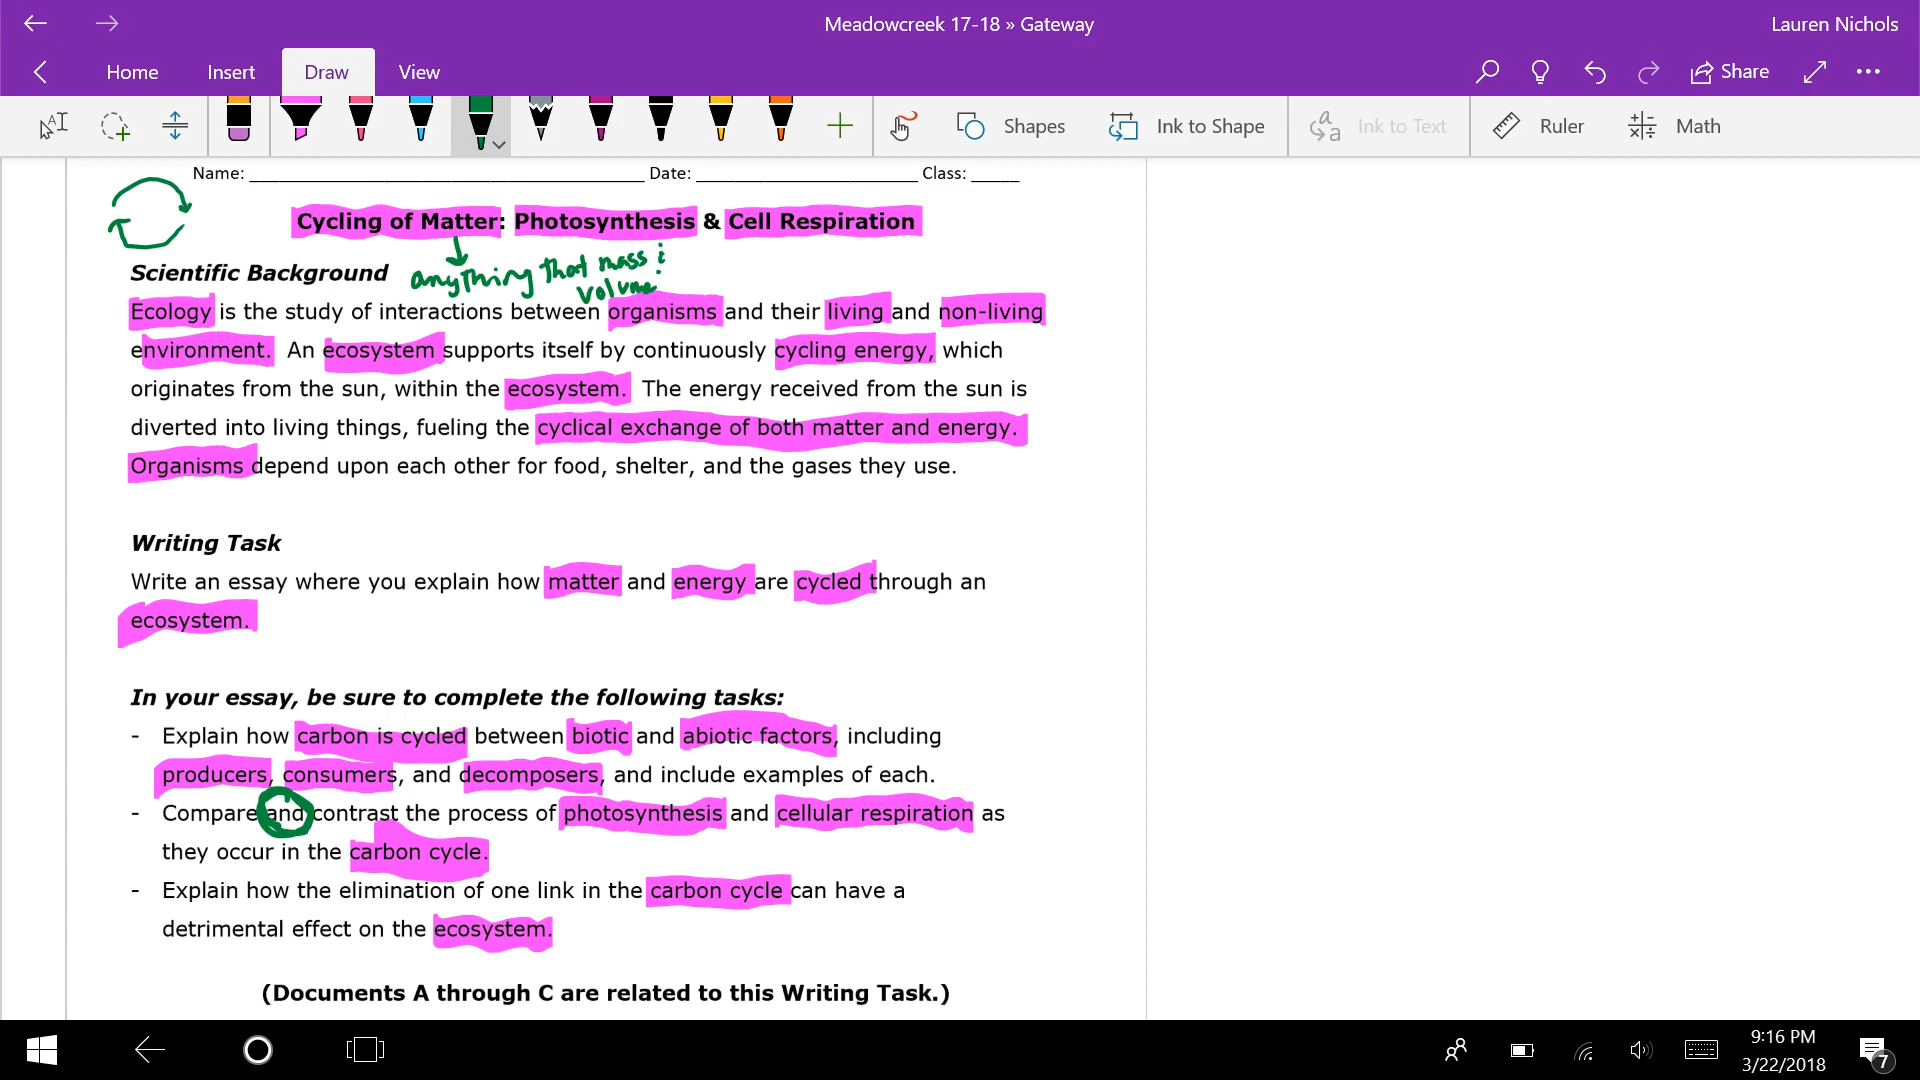 Meadowcreek 17-18 » Gateway
Lauren Nichols
Home Insert Draw View
Share
Shapes Ink to Shape Ink to Text Ruler Math
Name: ________________ Date: ________________ Class: _____
Cycling of Matter: Photosynthesis & Cell Respiration
anything that mass &
volume
Scientific Background
Ecology is the study of interactions between organisms and their living and non-living
environment. An ecosystem supports itself by continuously cycling energy, which
originates from the sun, within the ecosystem. The energy received from the sun is
diverted into living things, fueling the cyclical exchange of both matter and energy.
Organisms depend upon each other for food, shelter, and the gases they use.
Writing Task
Write an essay where you explain how matter and energy are cycled through an
ecosystem.
In your essay, be sure to complete the following tasks:
- Explain how carbon is cycled between biotic and abiotic factors, including
producers, consumers, and decomposers, and include examples of each.
- Compare and contrast the process of photosynthesis and cellular respiration as
they occur in the carbon cycle.
- Explain how the elimination of one link in the carbon cycle can have a
detrimental effect on the ecosystem.
(Documents A through C are related to this Writing Task.)
9:16 PM
3/22/2018
7